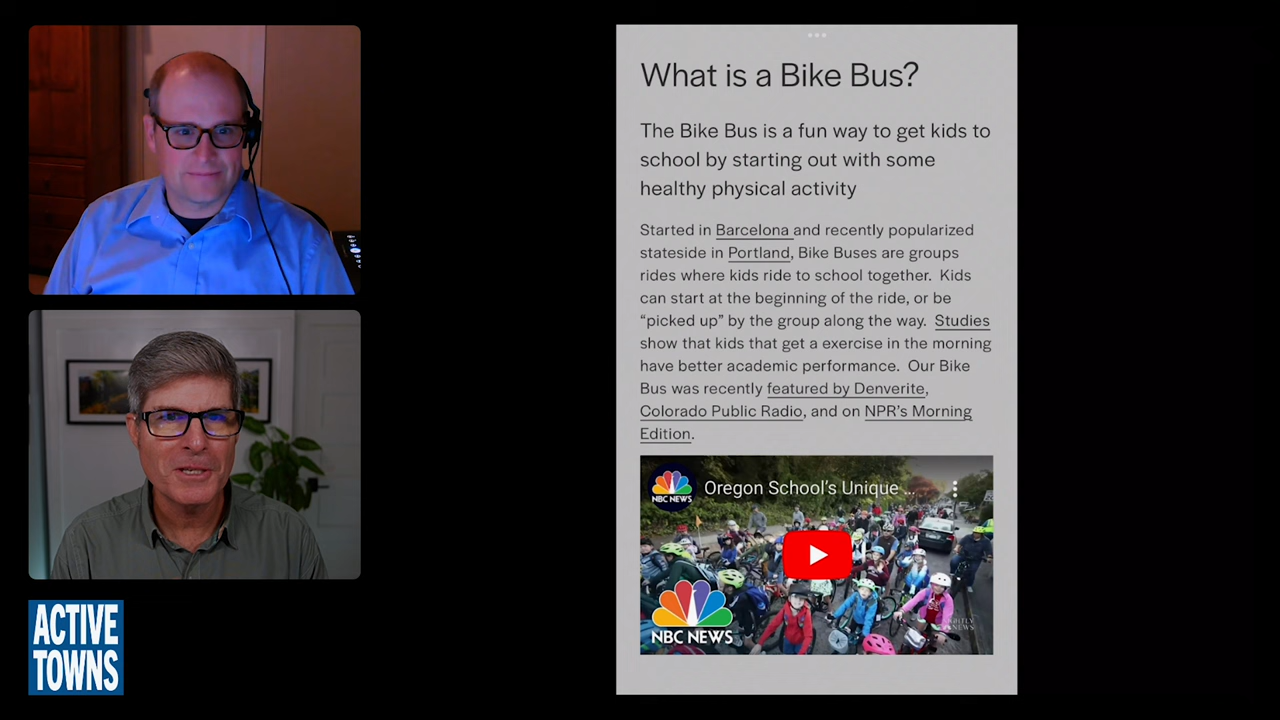 What is a Bike Bus?
The Bike Bus is a fun way to get kids to
school by starting out with some
healthy physical activity
Started in Barcelona and recently popularized
stateside in Portland, Bike Buses are groups
rides where kids ride to school together. Kids
can start at the beginning of the ride, or be
“picked up” by the group along the way. Studies
show that kids that get a exercise in the morning
have better academic performance. Our Bike
Bus was recently featured by Denverite,
Colorado Public Radio, and on NPR’s Morning
Edition.
NBC NEWS
Oregon School’s Unique ...
NBC NEWS
NIGHTLY
NEWS
ACTIVE
TOWNS